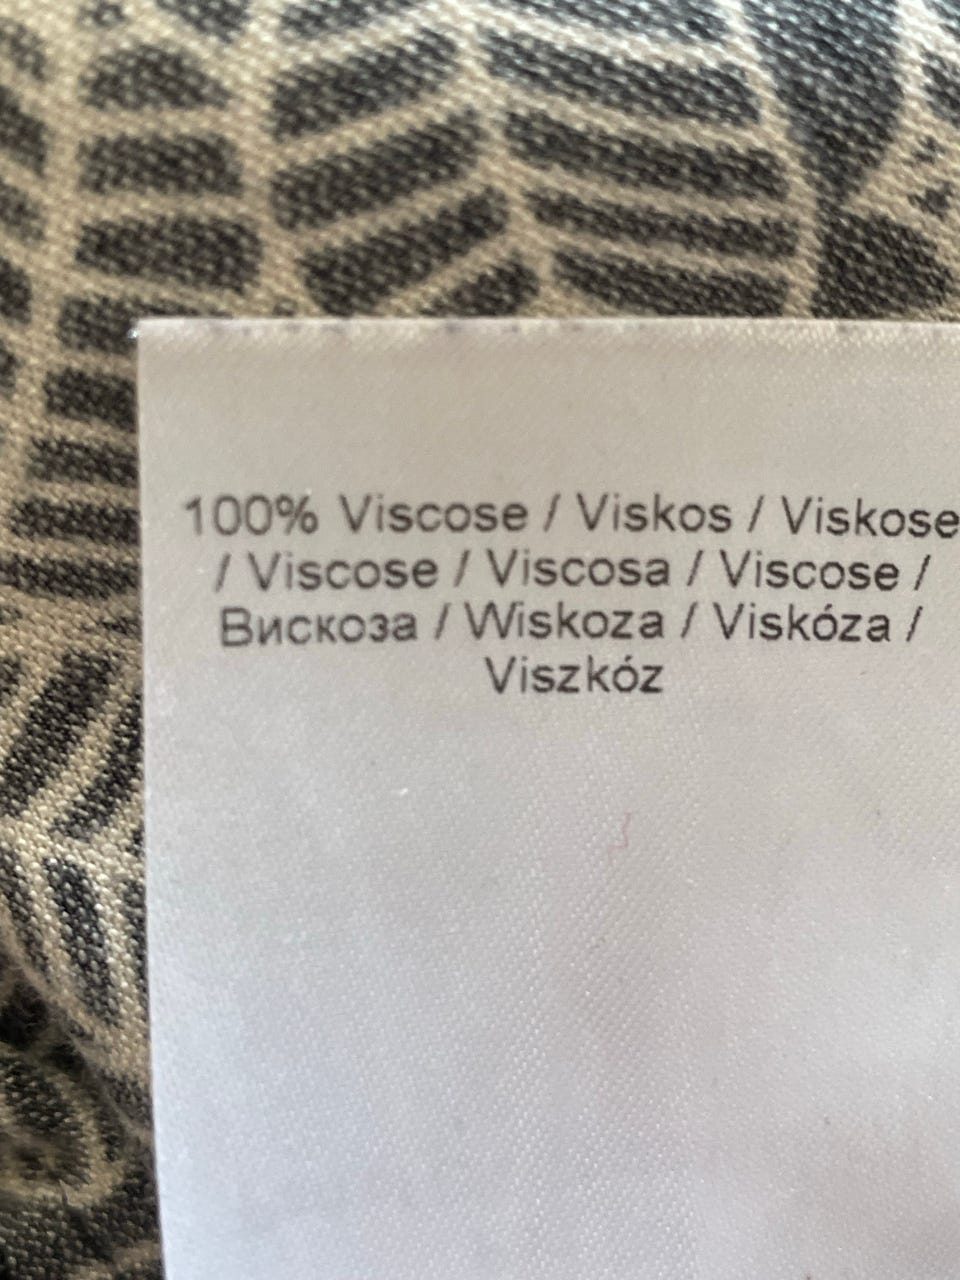 100% Viscose / Viskos / Viskose
/ Viscose / Viscosa / Viscose /
Вискоза / Wiskoza / Viskóza /
Viszkóz